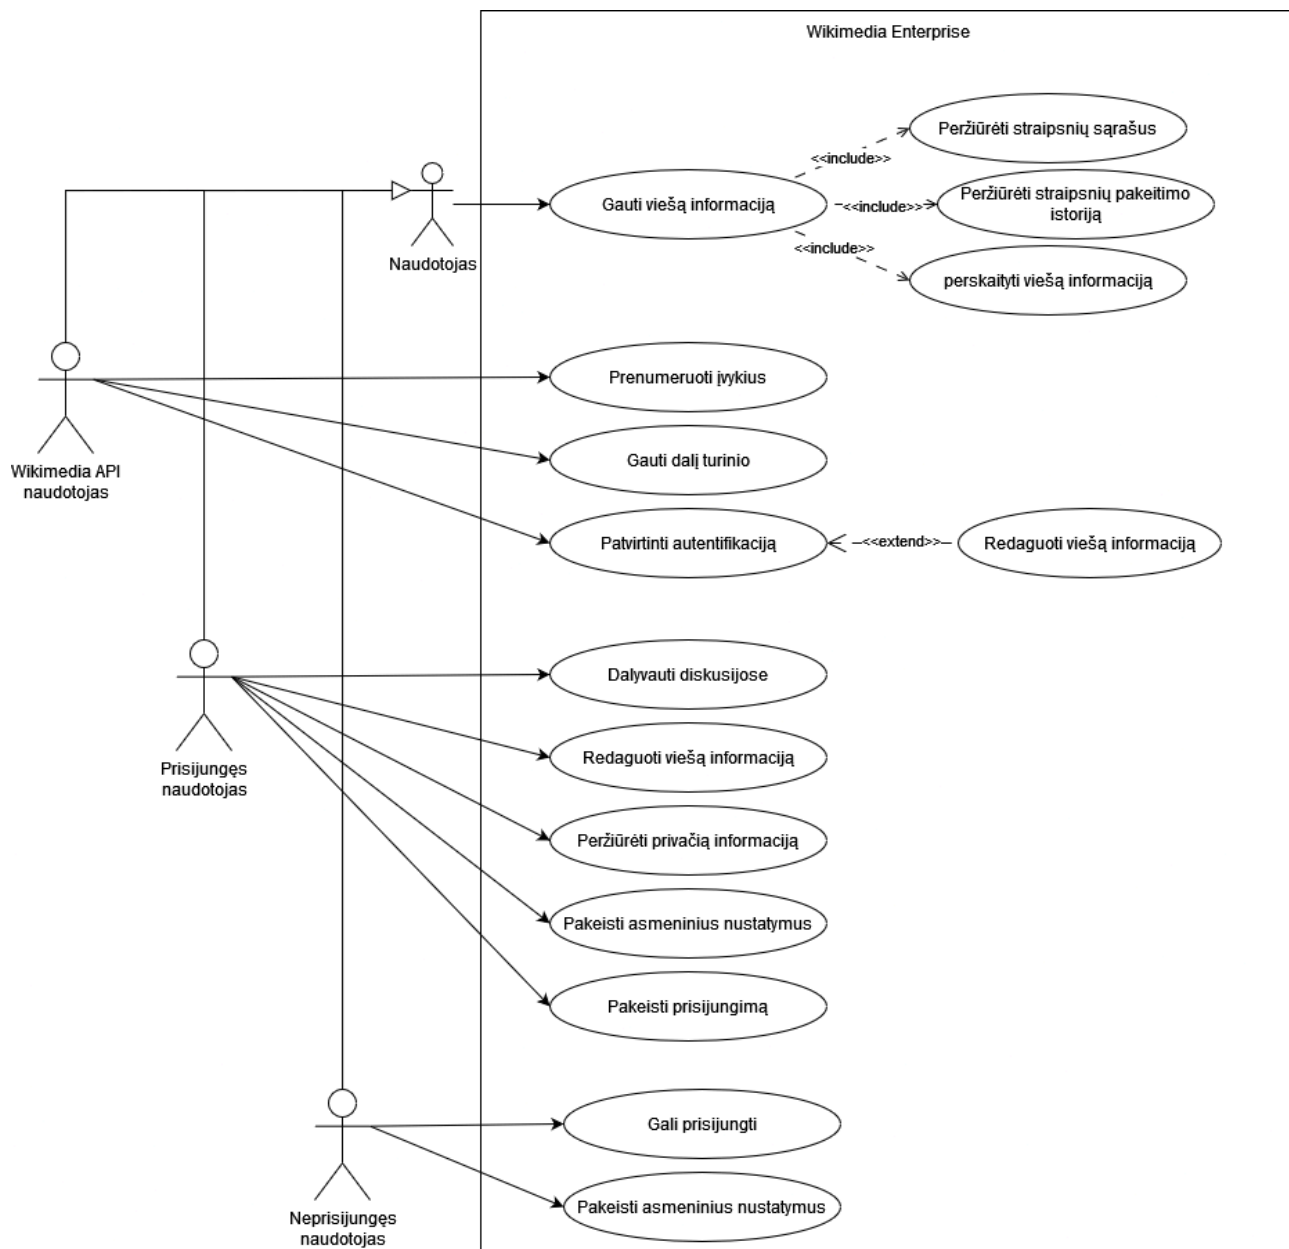 Wikimedia Enterprise
Peržiūrėti straipsnių sąrašus
<<include>>
Gauti viešą informaciją
<<include>>
Peržiūrėti straipsnių pakeitimo
istoriją
<<include>>
perskaityti viešą informaciją
Naudotojas
Prenumeruoti įvykius
Gauti dalį turinio
Wikimedia API
naudotojas
Patvirtinti autentifikaciją
<<extend>>
Redaguoti viešą informaciją
Dalyvauti diskusijose
Redaguoti viešą informaciją
Prisijungęs
naudotojas
Peržiūrėti privačią informaciją
Pakeisti asmeninius nustatymus
Pakeisti prisijungimą
Gali prisijungti
Pakeisti asmeninius nustatymus
Neprisijungęs
naudotojas